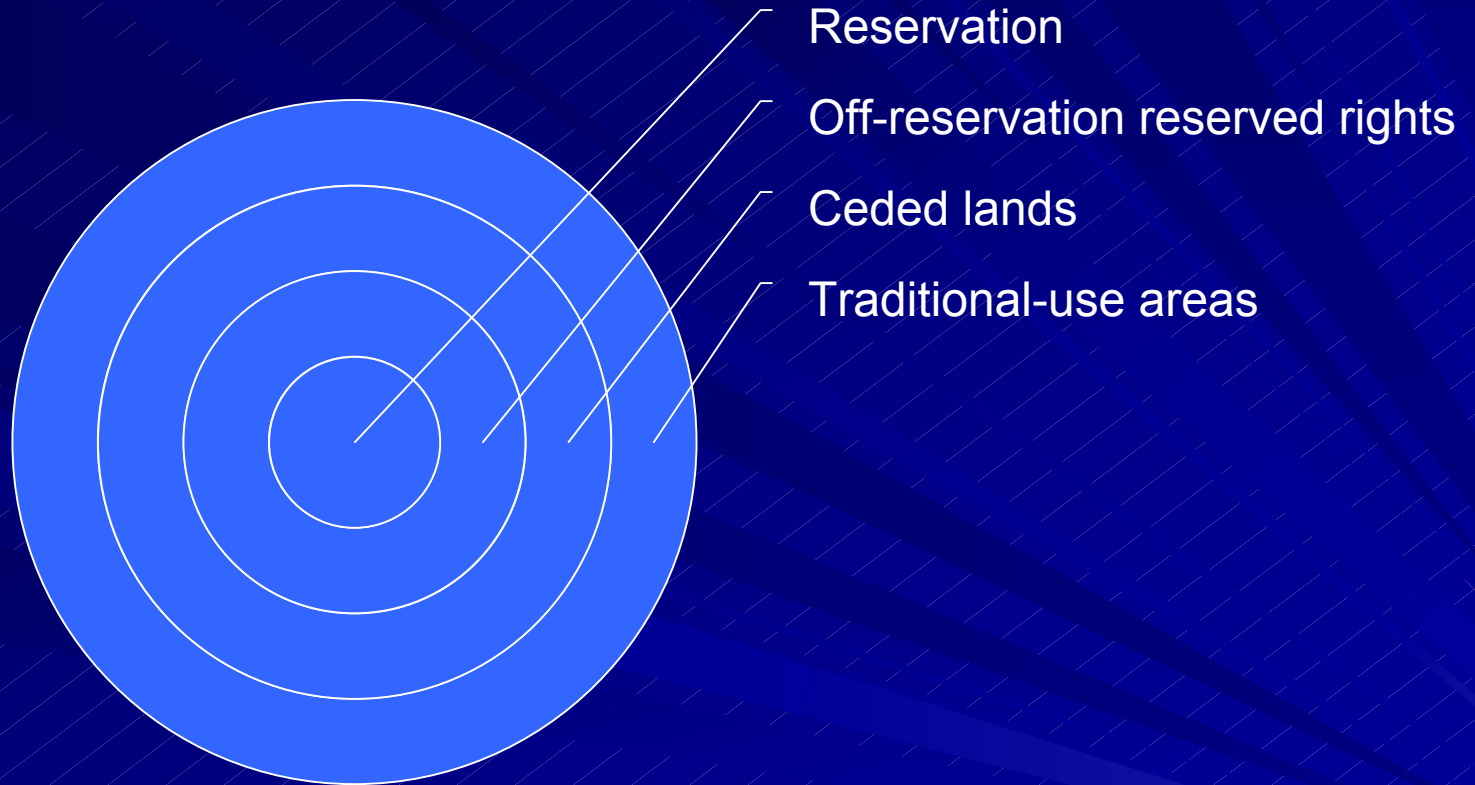 Reservation
Off-reservation reserved rights
Ceded lands
Traditional-use areas